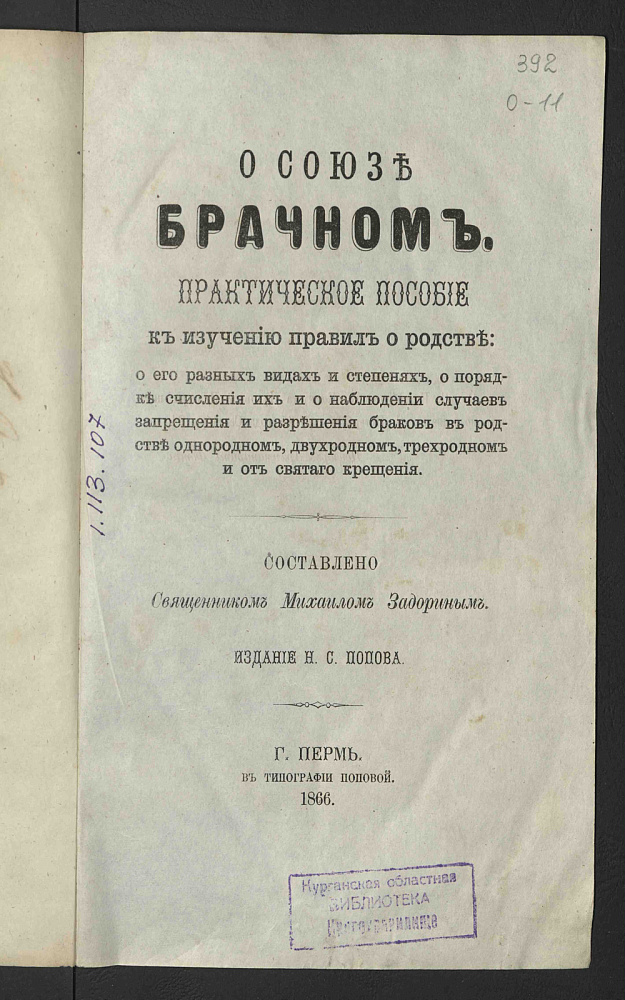 392
О-11
О СОЮЗѢ
БРАЧНОМЪ.
ПРАКТИЧЕСКОЕ ПОСОБІЕ
къ изученію правилъ о родствѣ:
о его разныхъ видахъ и степеняхъ, о поряд-
кѣ счисленія ихъ и о наблюденіи случаевъ
запрещенія и разрѣшенія браковъ въ род-
ствѣ однородномъ, двухродномъ, трехродномъ
и отъ святаго крещенія.
1.113.107
СОСТАВЛЕНО
Священникомъ Михаиломъ Задоринымъ.
ИЗДАНІЕ Н. С. ПОПОВА.
Г. ПЕРМЬ.
ВЪ ТИПОГРАФІИ ПОПОВОЙ.
1866.
Курганская областная
БИБЛИОТЕКА